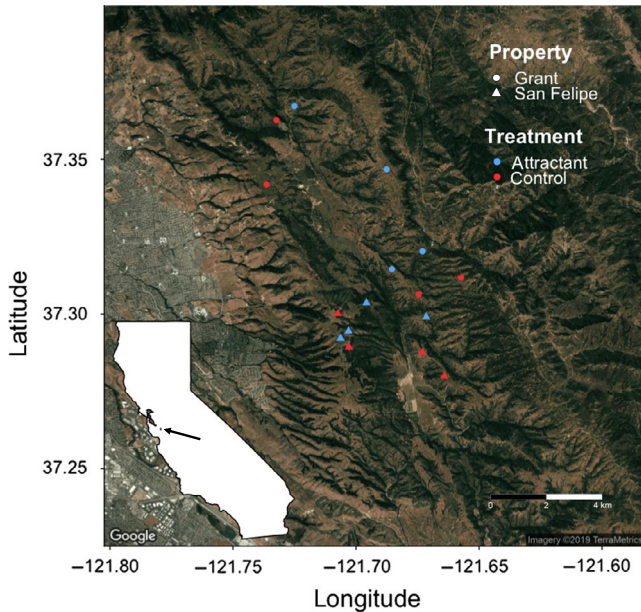 Property
Grant
San Felipe
Treatment
Attractant
Control
37.35
37.30
37.25
Latitude
0
2
4 km
Google
Imagery ©2019 TerraMetrics
−121.80
−121.75
−121.70
−121.65
−121.60
Longitude